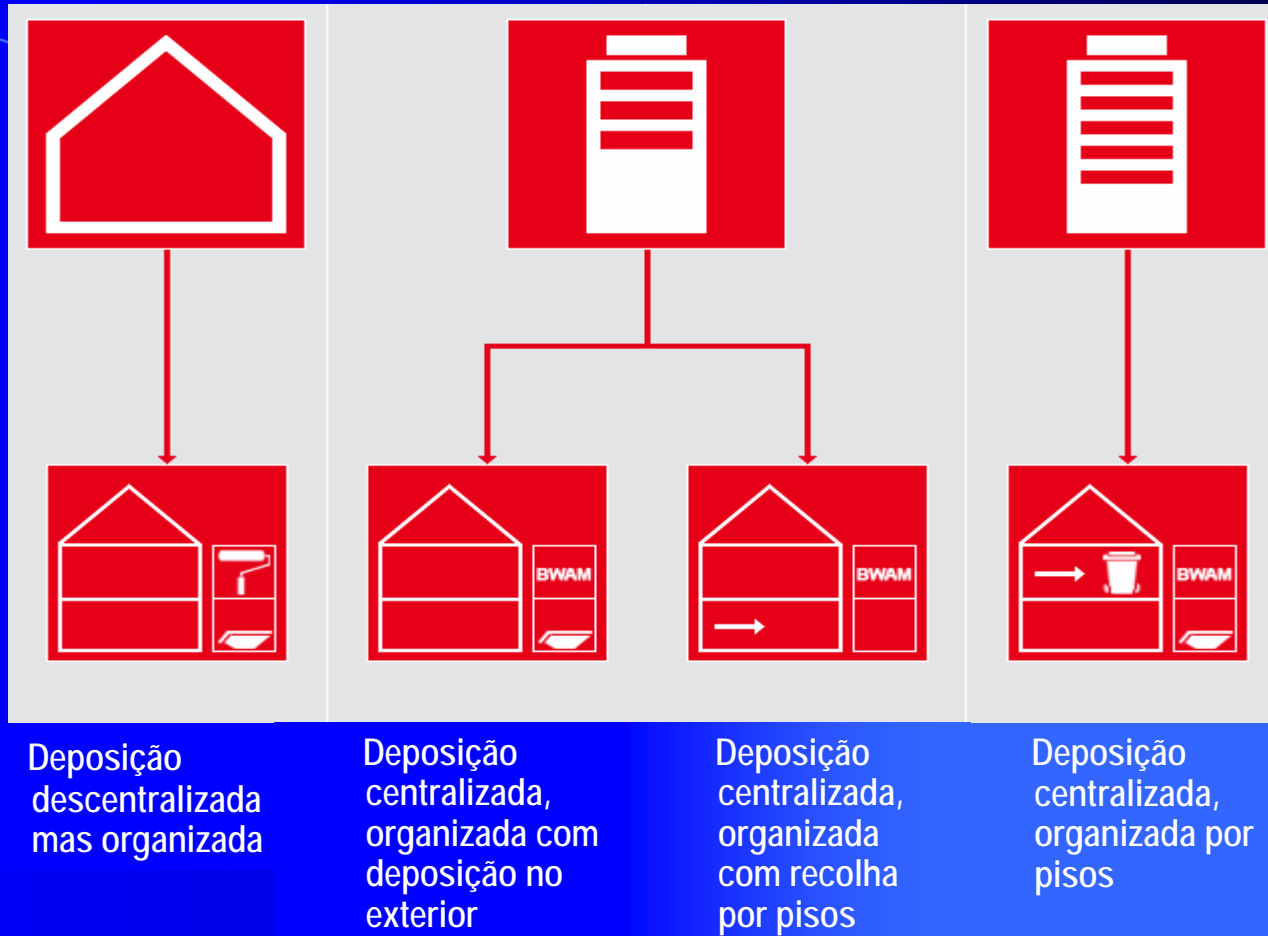 BWAM
BWAM
BWAM
Deposição
descentralizada
mas organizada
Deposição
centralizada,
organizada com
deposição no
exterior
Deposição
centralizada,
organizada
com recolha
por pisos
Deposição
centralizada,
organizada por
pisos